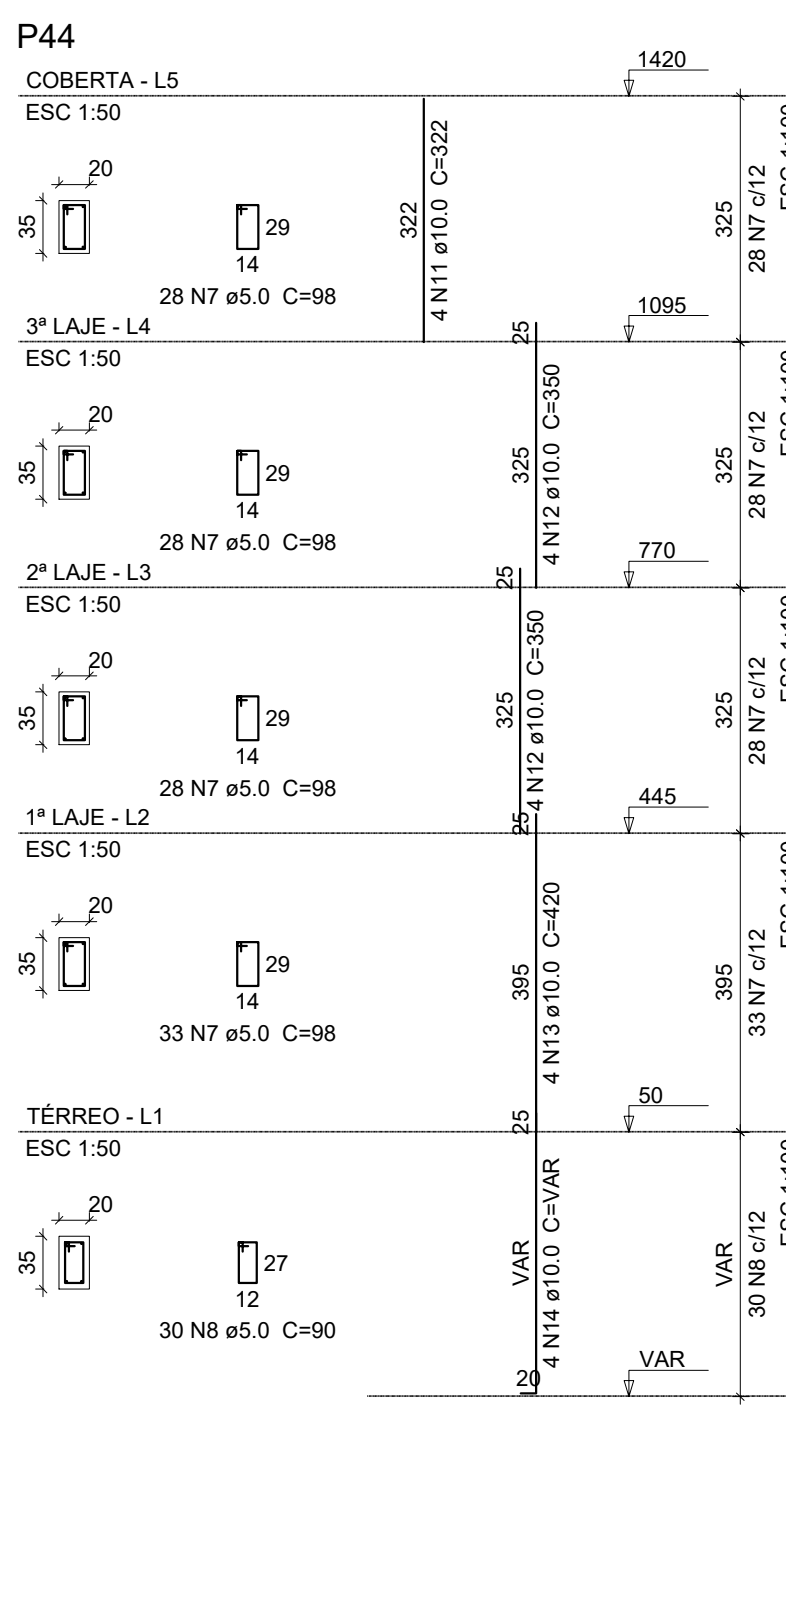 P44
COBERTA - L5
1420
ESC 1:50
20
35
29
14
28 N7 ø5.0 C=98
322
4 N11 ø10.0 C=322
325
28 N7 c/12
3ª LAJE - L4
1095
ESC 1:50
25
20
35
29
14
28 N7 ø5.0 C=98
325
4 N12 ø10.0 C=350
325
28 N7 c/12
2ª LAJE - L3
770
ESC 1:50
25
20
35
29
14
28 N7 ø5.0 C=98
325
4 N12 ø10.0 C=350
325
28 N7 c/12
1ª LAJE - L2
445
ESC 1:50
25
20
35
29
14
33 N7 ø5.0 C=98
395
4 N13 ø10.0 C=420
395
33 N7 c/12
TÉRREO - L1
50
ESC 1:50
25
20
35
27
12
30 N8 ø5.0 C=90
VAR
4 N14 ø10.0 C=VAR
VAR
30 N8 c/12
20
VAR